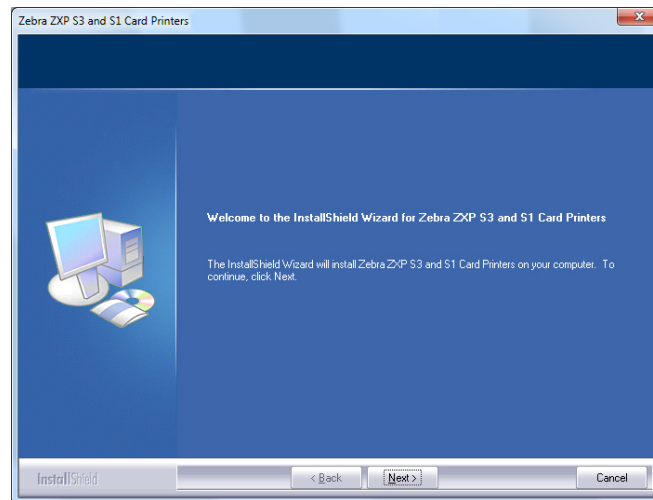 Zebra ZXP S3 and S1 Card Printers
Welcome to the InstallShield Wizard for Zebra ZXP S3 and S1 Card Printers
The InstallShield Wizard will install Zebra ZXP S3 and S1 Card Printers on your computer. To
continue, click Next.
InstallShield
< Back
Next >
Cancel